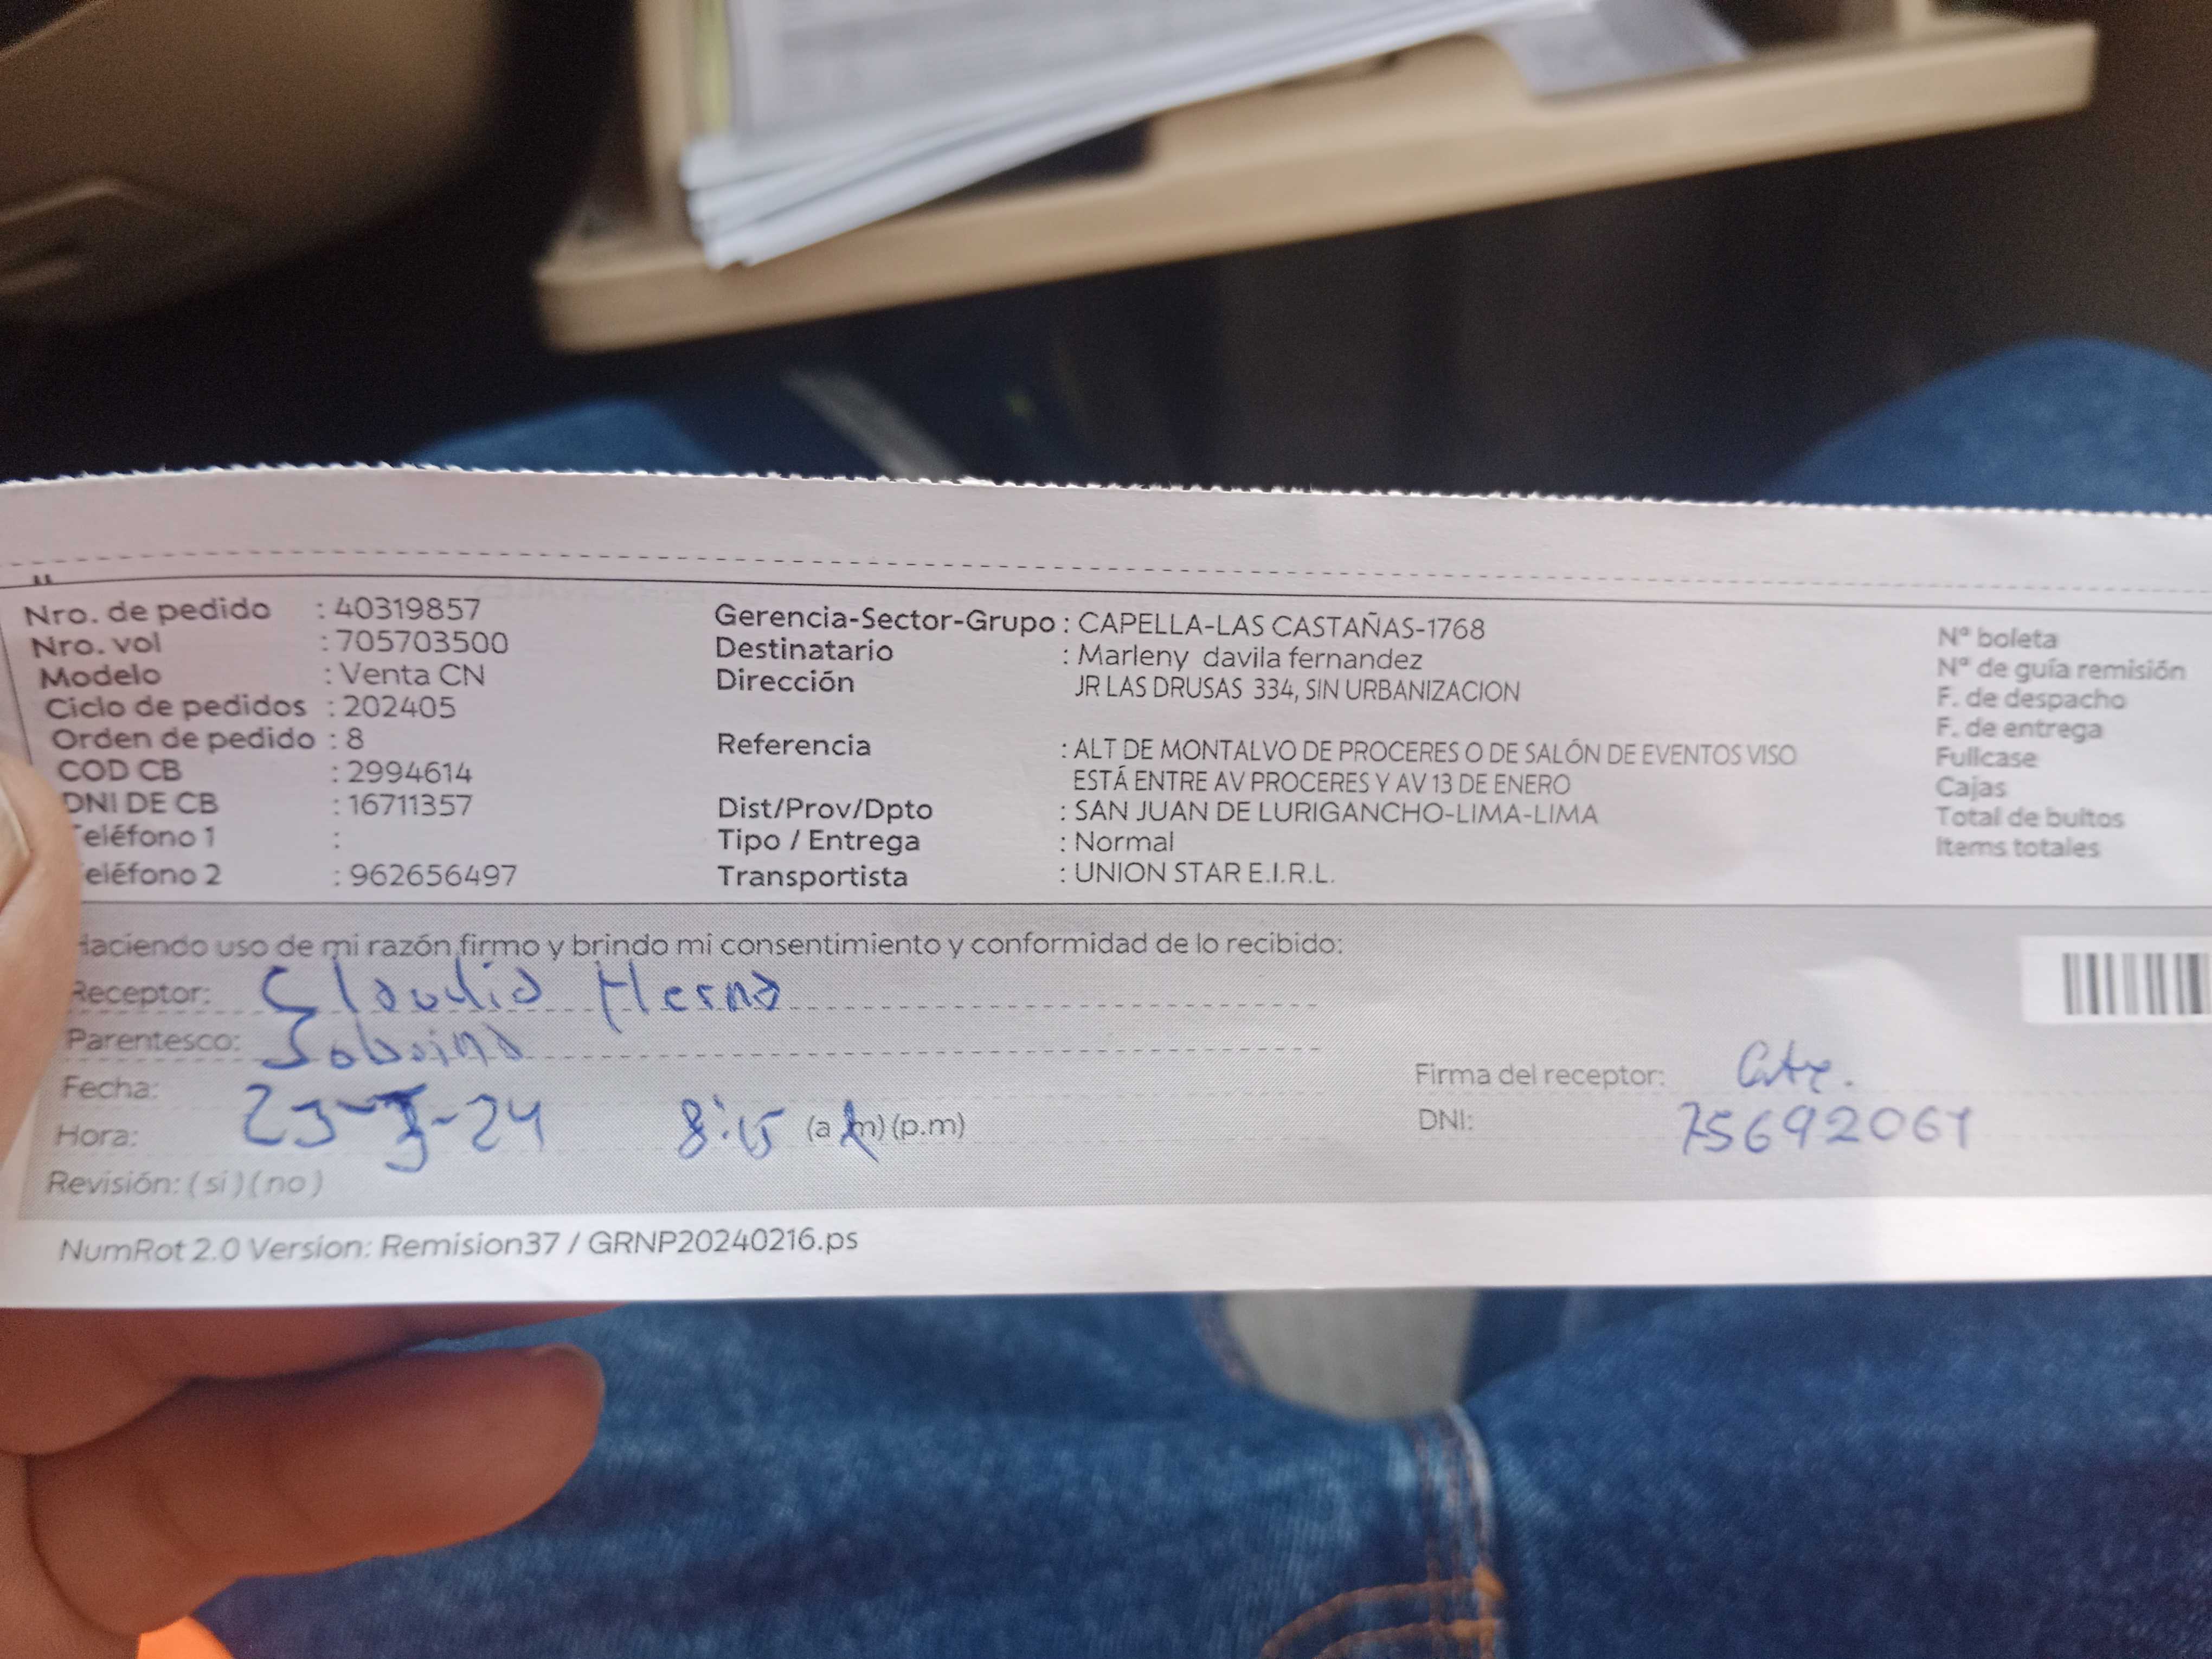 Nro. de pedido : 40319857
Nro. vol : 705703500
Modelo : Venta CN
Ciclo de pedidos : 202405
Orden de pedido : 8
COD CB : 2994614
DNI DE CB : 16711357
eléfono 1 :
eléfono 2 : 962656497
Gerencia-Sector-Grupo : CAPELLA-LAS CASTAÑAS-1768
Destinatario : Marleny davila fernandez
Dirección JR LAS DRUSAS 334, SIN URBANIZACION
Referencia : ALT DE MONTALVO DE PROCERES O DE SALÓN DE EVENTOS VISO
ESTÁ ENTRE AV PROCERES Y AV 13 DE ENERO
Dist/Prov/Dpto : SAN JUAN DE LURIGANCHO-LIMA-LIMA
Tipo / Entrega : Normal
Transportista : UNION STAR E.I.R.L.
N° boleta
N° de guía remisión
F. de despacho
F. de entrega
Fullcase
Cajas
Total de bultos
Items totales
Haciendo uso de mi razón firmo y brindo mi consentimiento y conformidad de lo recibido:
Receptor: Claudia
Parentesco: Sobrina
Fecha:
Hora: 8:15 (a.m) (p.m)
Revisión: ( si ) ( no )
Firma del receptor:
DNI: 75692061
NumRot 2.0 Version: Remision37 / GRNP20240216.ps